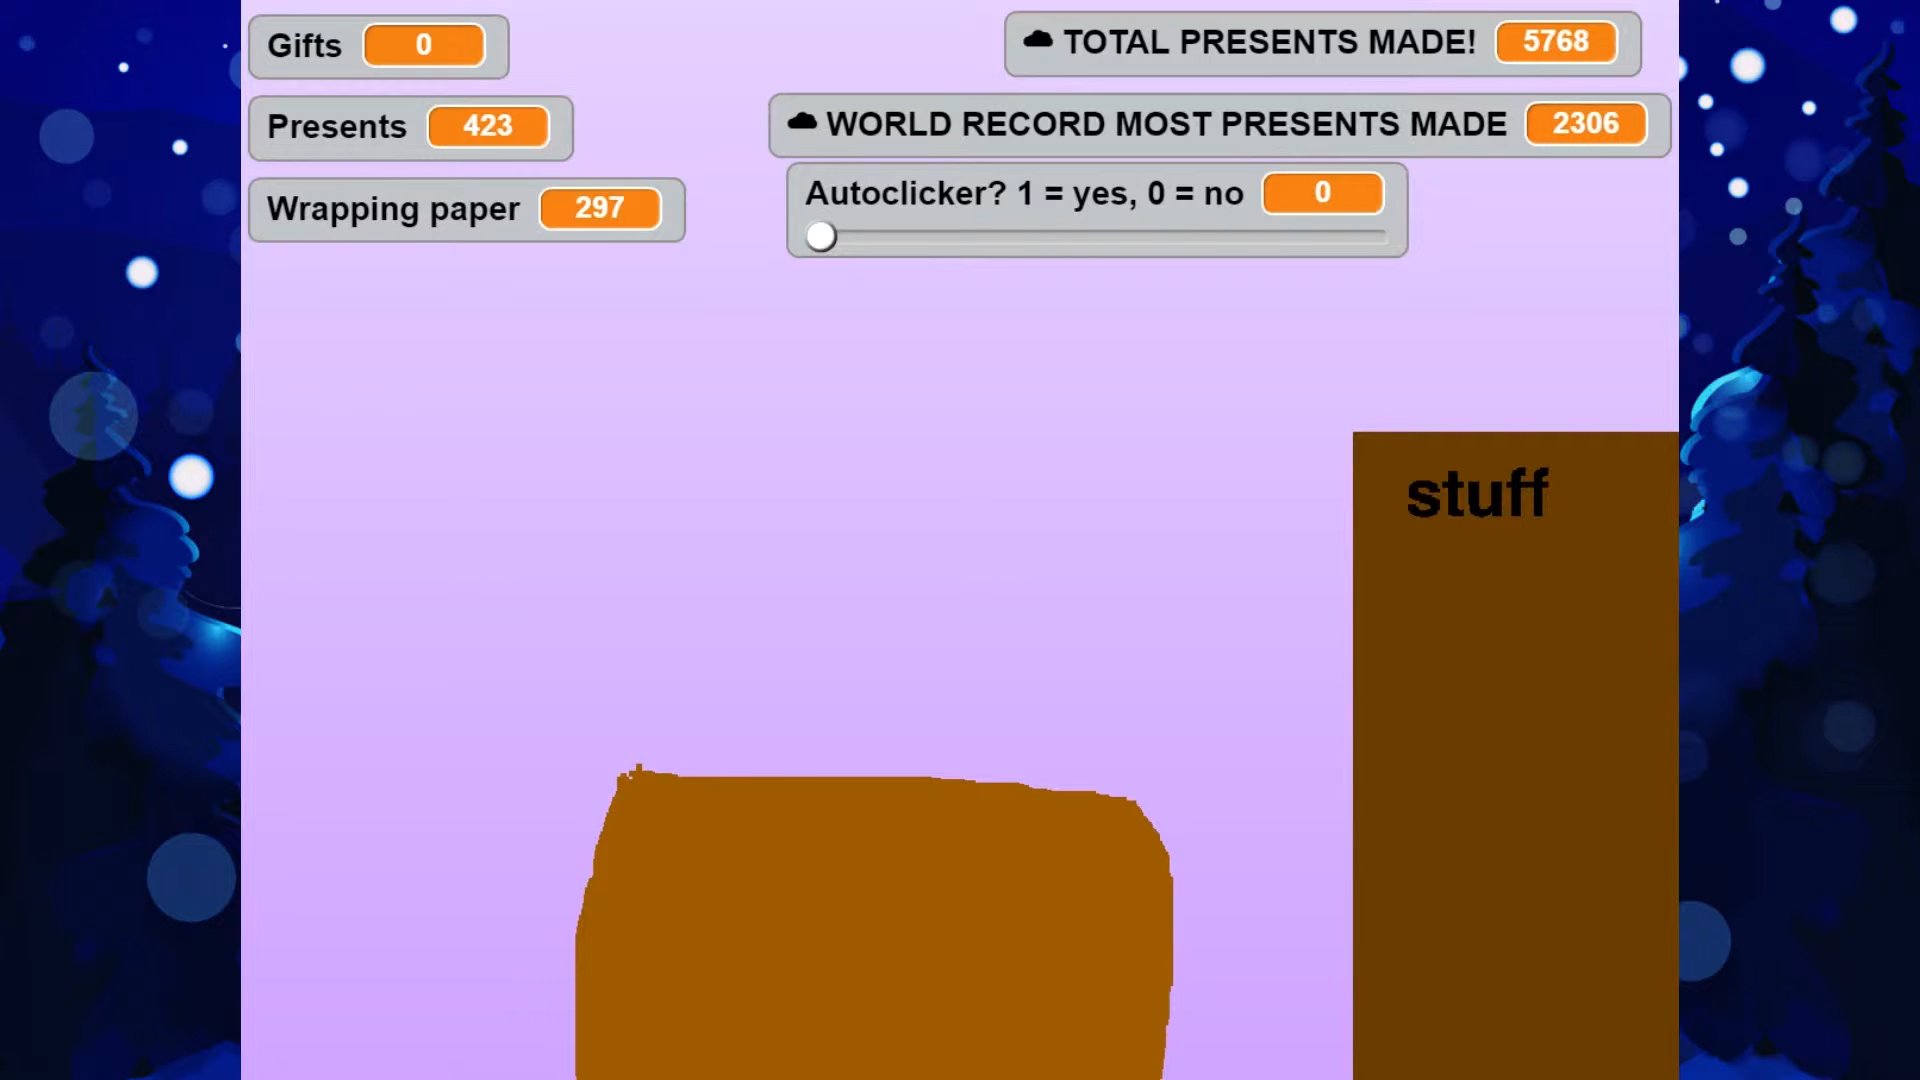 Gifts 0
TOTAL PRESENTS MADE! 5768
Presents 423
WORLD RECORD MOST PRESENTS MADE 2306
Wrapping paper 297
Autoclicker? 1 = yes, 0 = no 0
stuff